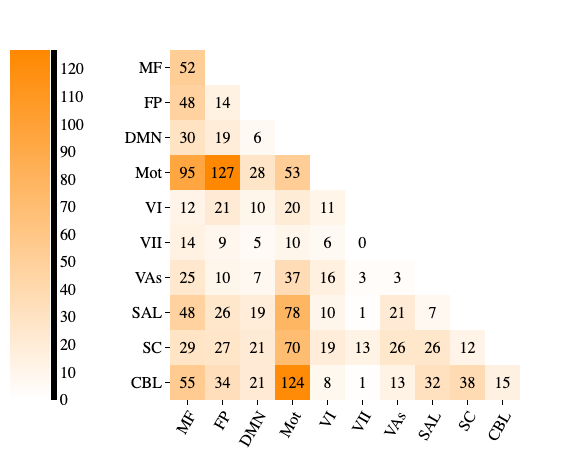 120
110
100
90
80
70
60
50
40
30
20
10
0
MF 52
FP 48 14
DMN 30 19 6
Mot 95 127 28 53
VI 12 21 10 20 11
VII 14 9 5 10 6 0
VAs 25 10 7 37 16 3 3
SAL 48 26 19 78 10 1 21 7
SC 29 27 21 70 19 13 26 26 12
CBL 55 34 21 124 8 1 13 32 38 15
MF FP DMN Mot VI VII VAs SAL SC CBL